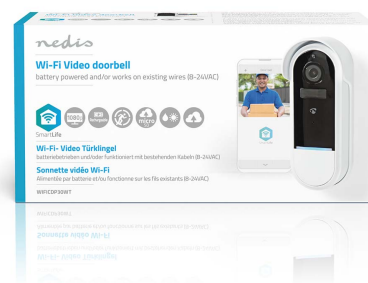 nedis
Wi-Fi Video doorbell
battery powered and/or works on existing wires (8-24VAC)
1080p
micro
SmartLife
Wi-Fi- Video Türklingel
batteriebetrieben und/oder funktioniert mit bestehenden Kabeln (8-24VAC)
Sonnette vidéo Wi-Fi
Alimentée par batterie et/ou fonctionne sur les fils existants (8-24VAC)
WIFICDP30WT